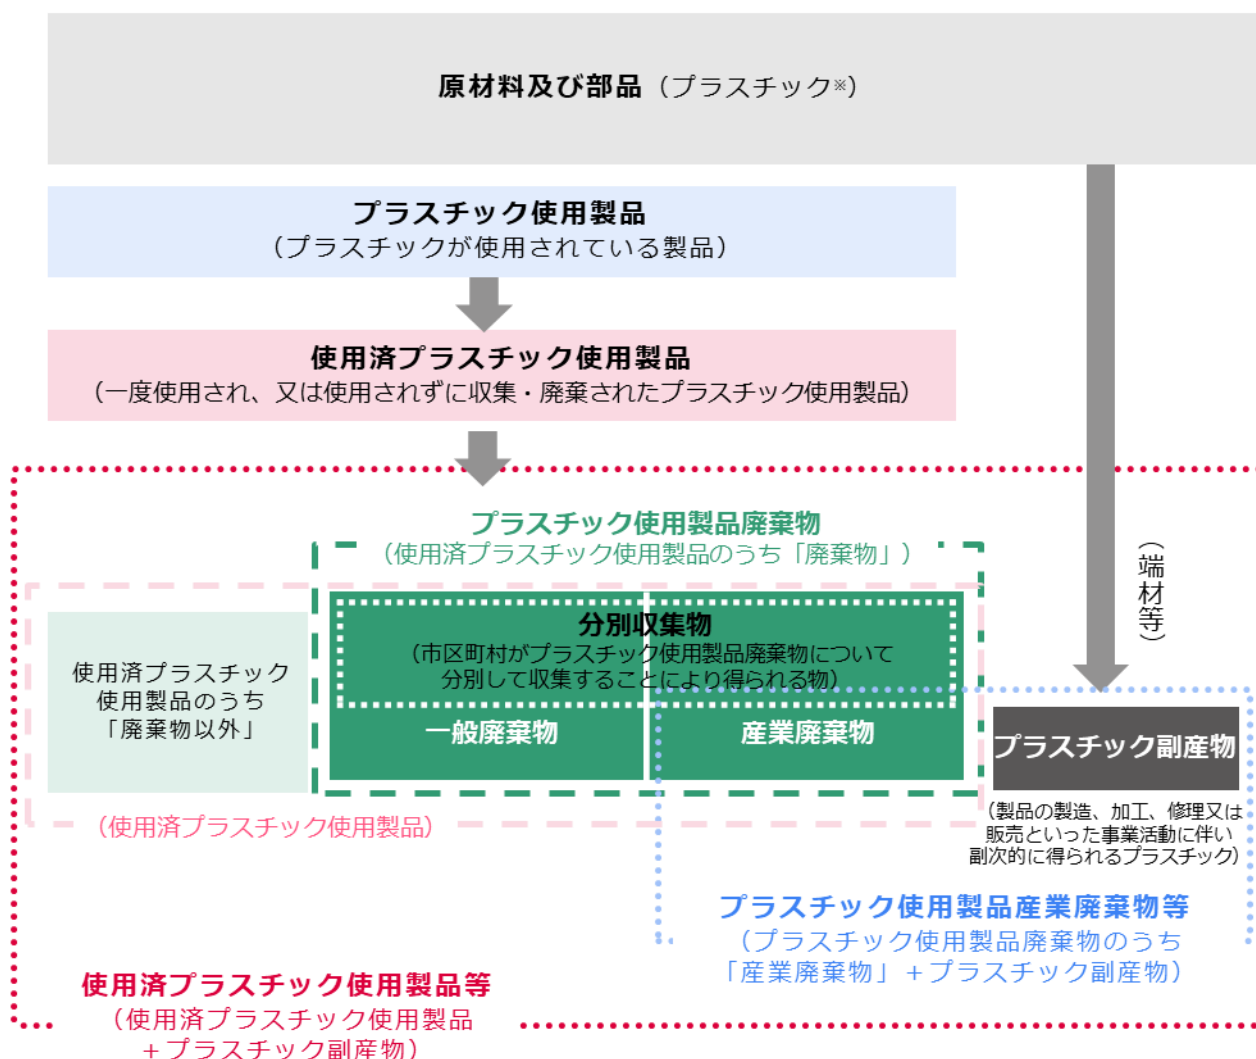 原材料及び部品（プラスチック※）
プラスチック使用製品
（プラスチックが使用されている製品）
使用済プラスチック使用製品
（一度使用され、又は使用されずに収集・廃棄されたプラスチック使用製品）
プラスチック使用製品廃棄物
（使用済プラスチック使用製品のうち「廃棄物」）
（端材等）
使用済プラスチック
使用製品のうち
「廃棄物以外」
分別収集物
（市区町村がプラスチック使用製品廃棄物について
分別して収集することにより得られる物）
一般廃棄物
産業廃棄物
プラスチック副産物
（製品の製造、加工、修理又は
販売といった事業活動に伴い
副次的に得られるプラスチック）
（使用済プラスチック使用製品）
プラスチック使用製品産業廃棄物等
（プラスチック使用製品廃棄物のうち
「産業廃棄物」＋プラスチック副産物）
使用済プラスチック使用製品等
（使用済プラスチック使用製品
＋プラスチック副産物）